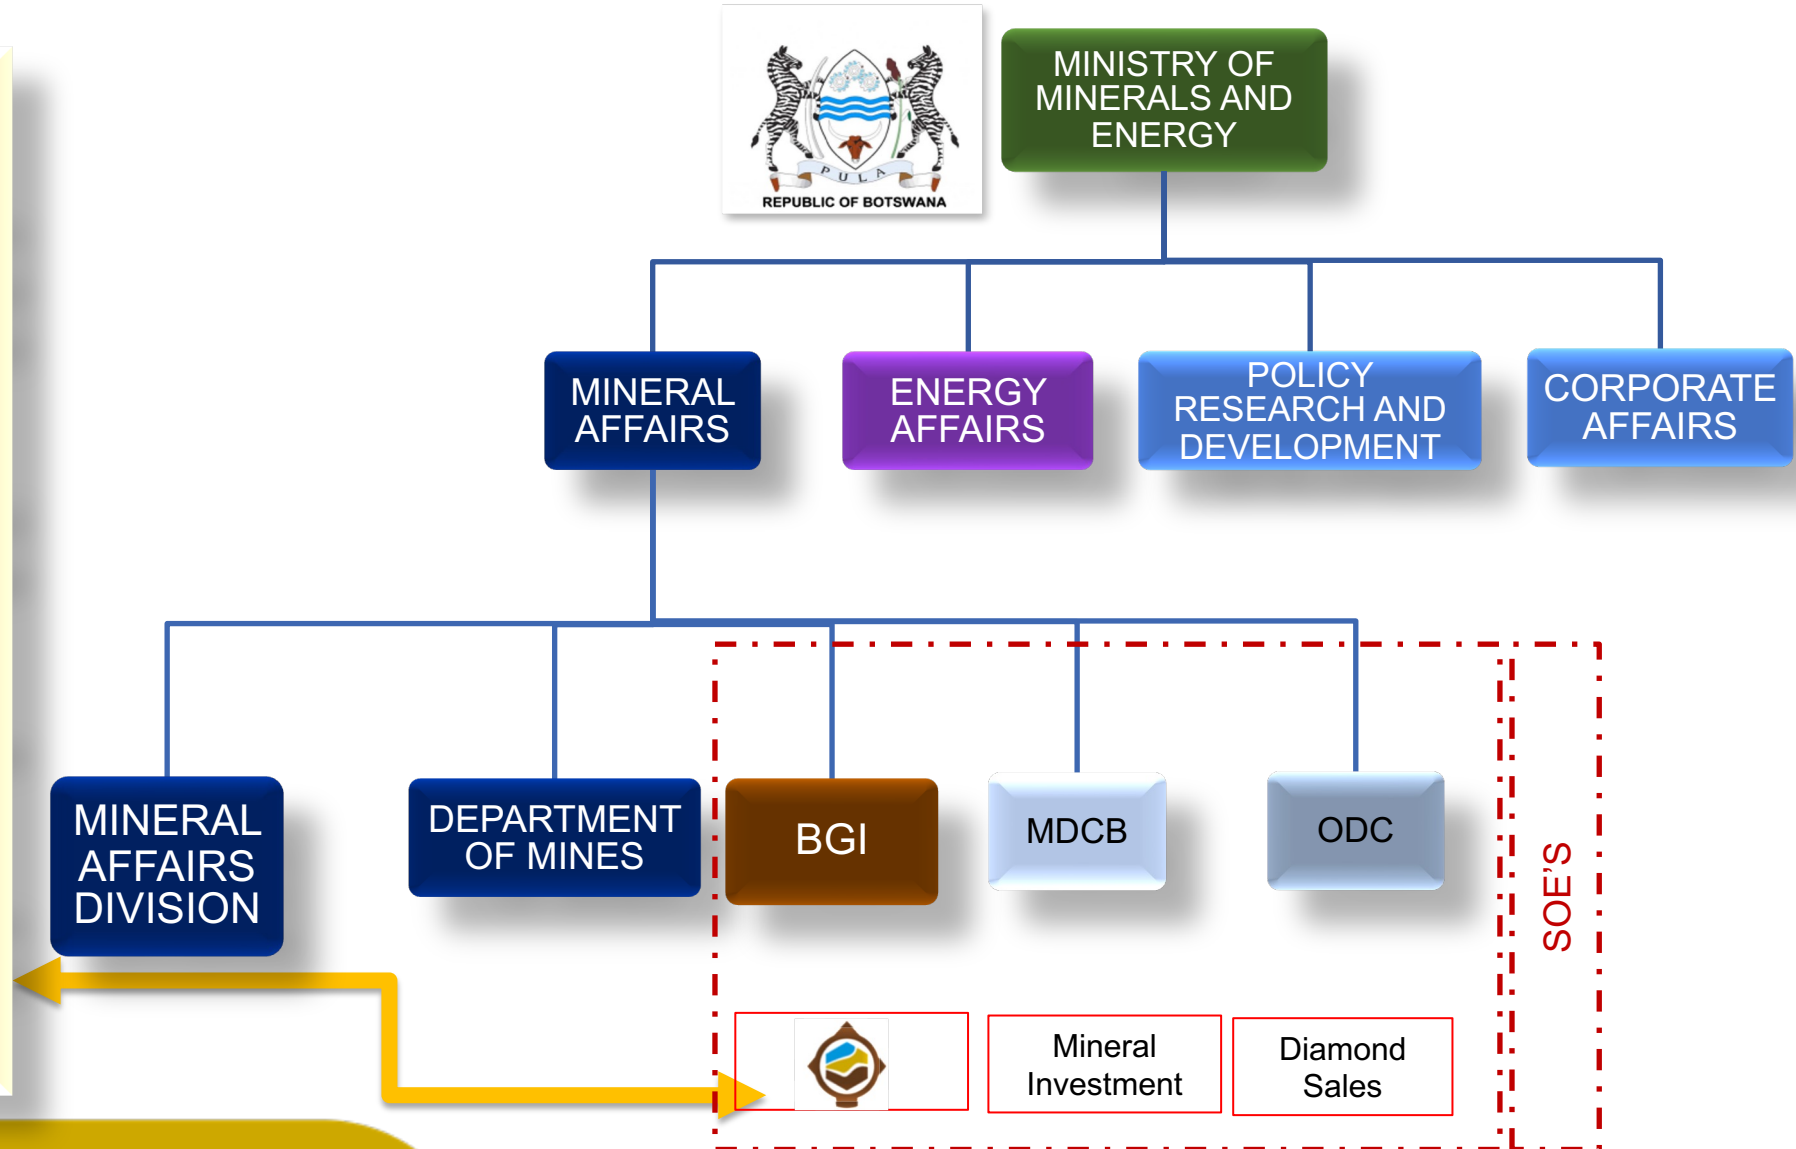 PULA
REPUBLIC OF BOTSWANA
MINISTRY OF
MINERALS AND
ENERGY
MINERAL
AFFAIRS
ENERGY
AFFAIRS
POLICY
RESEARCH AND
DEVELOPMENT
CORPORATE
AFFAIRS
MINERAL
AFFAIRS
DIVISION
DEPARTMENT
OF MINES
BGI
MDCB
ODC
SOE'S
Mineral
Investment
Diamond
Sales